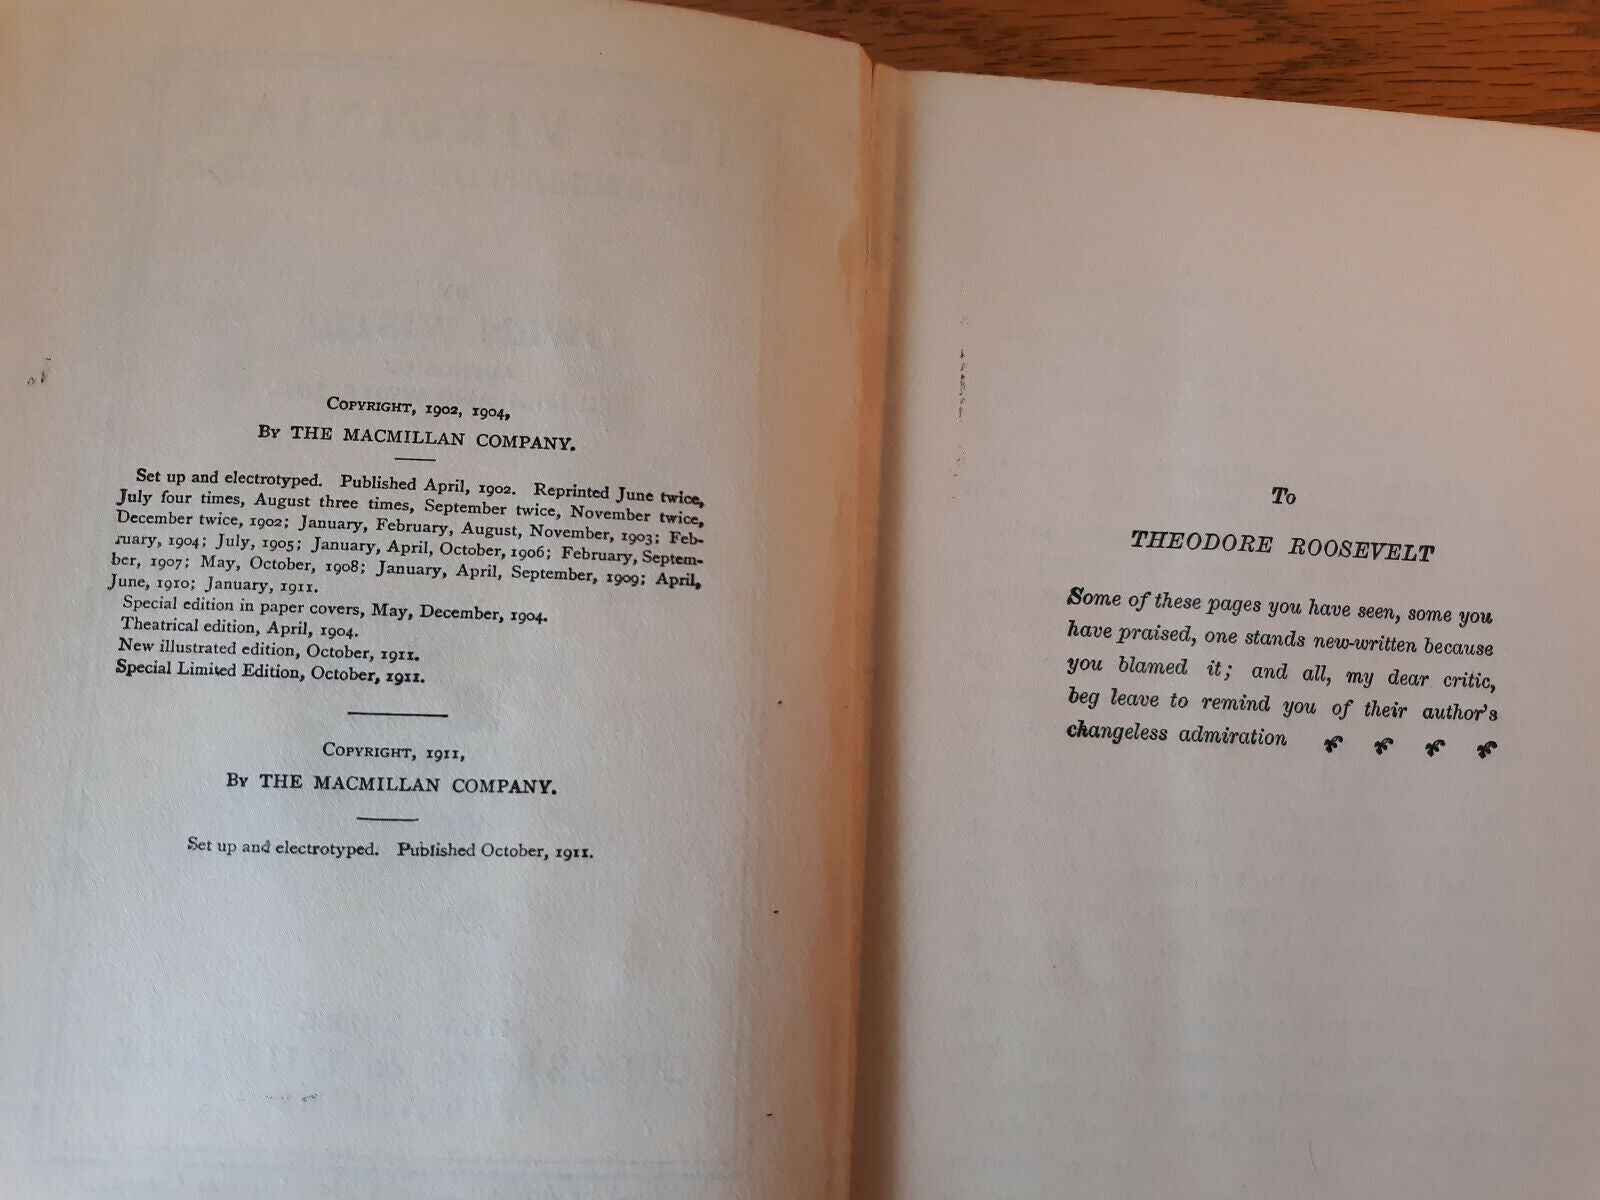 COPYRIGHT, 1902, 1904,
BY THE MACMILLAN COMPANY.
Set up and electrotyped. Published April, 1902. Reprinted June twice,
July four times, August three times, September twice, November twice,
December twice, 1902; January, February, August, November, 1903; Feb-
ruary, 1904; July, 1905; January, April, October, 1906; February, Septem-
ber, 1907; May, October, 1908; January, April, September, 1909; April,
June, 1910; January, 1911.
Special edition in paper covers, May, December, 1904.
Theatrical edition, April, 1904.
New illustrated edition, October, 1911.
Special Limited Edition, October, 1911.
COPYRIGHT, 1911,
BY THE MACMILLAN COMPANY.
Set up and electrotyped. Published October, 1911.
To
THEODORE ROOSEVELT
Some of these pages you have seen, some you
have praised, one stands new-written because
you blamed it; and all, my dear critic,
beg leave to remind you of their author's
changeless admiration